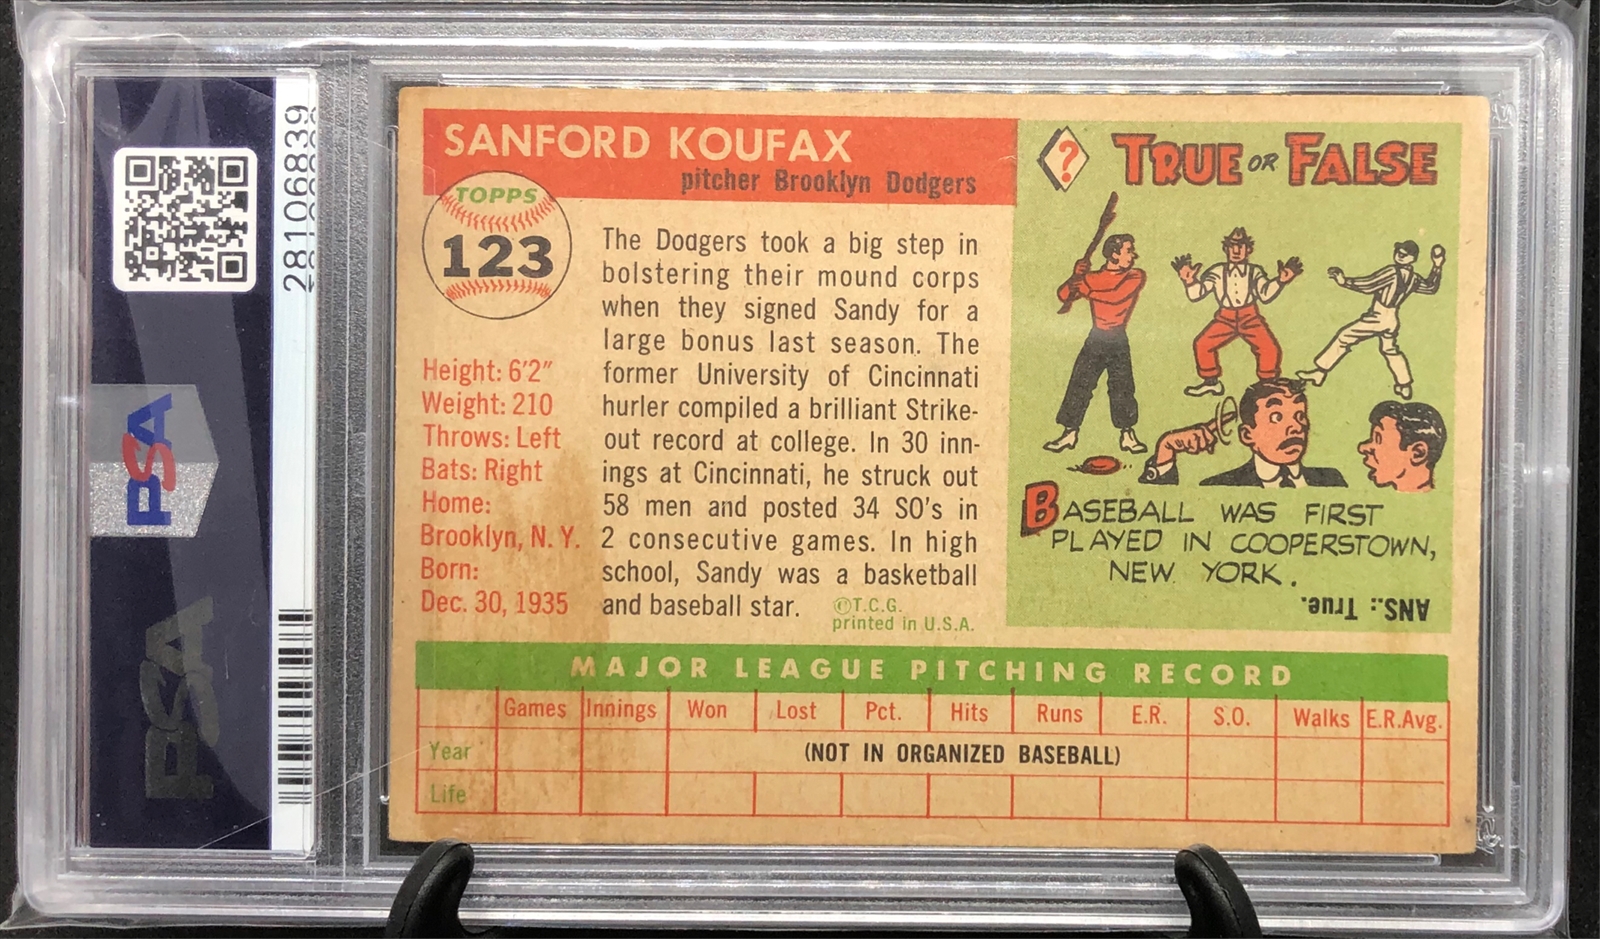 28106839
PSA
PSA
SANFORD KOUFAX
pitcher Brooklyn Dodgers
TOPPS
123
Height: 6'2"
Weight: 210
Throws: Left
Bats: Right
Home:
Brooklyn, N. Y.
Born:
Dec. 30, 1935
The Dodgers took a big step in
bolstering their mound corps
when they signed Sandy for a
large bonus last season. The
former University of Cincinnati
hurler compiled a brilliant Strike-
out record at college. In 30 inn-
ings at Cincinnati, he struck out
58 men and posted 34 SO's in
2 consecutive games. In high
school, Sandy was a basketball
and baseball star.
©T.C.G.
printed in U.S.A.
? TRUE OR FALSE
BASEBALL WAS FIRST
PLAYED IN COOPERSTOWN,
NEW YORK.
ANS.: True.
MAJOR LEAGUE PITCHING RECORD
Games Innings Won Lost Pct. Hits Runs E.R. S.O. Walks E.R.Avg.
Year (NOT IN ORGANIZED BASEBALL)
Life